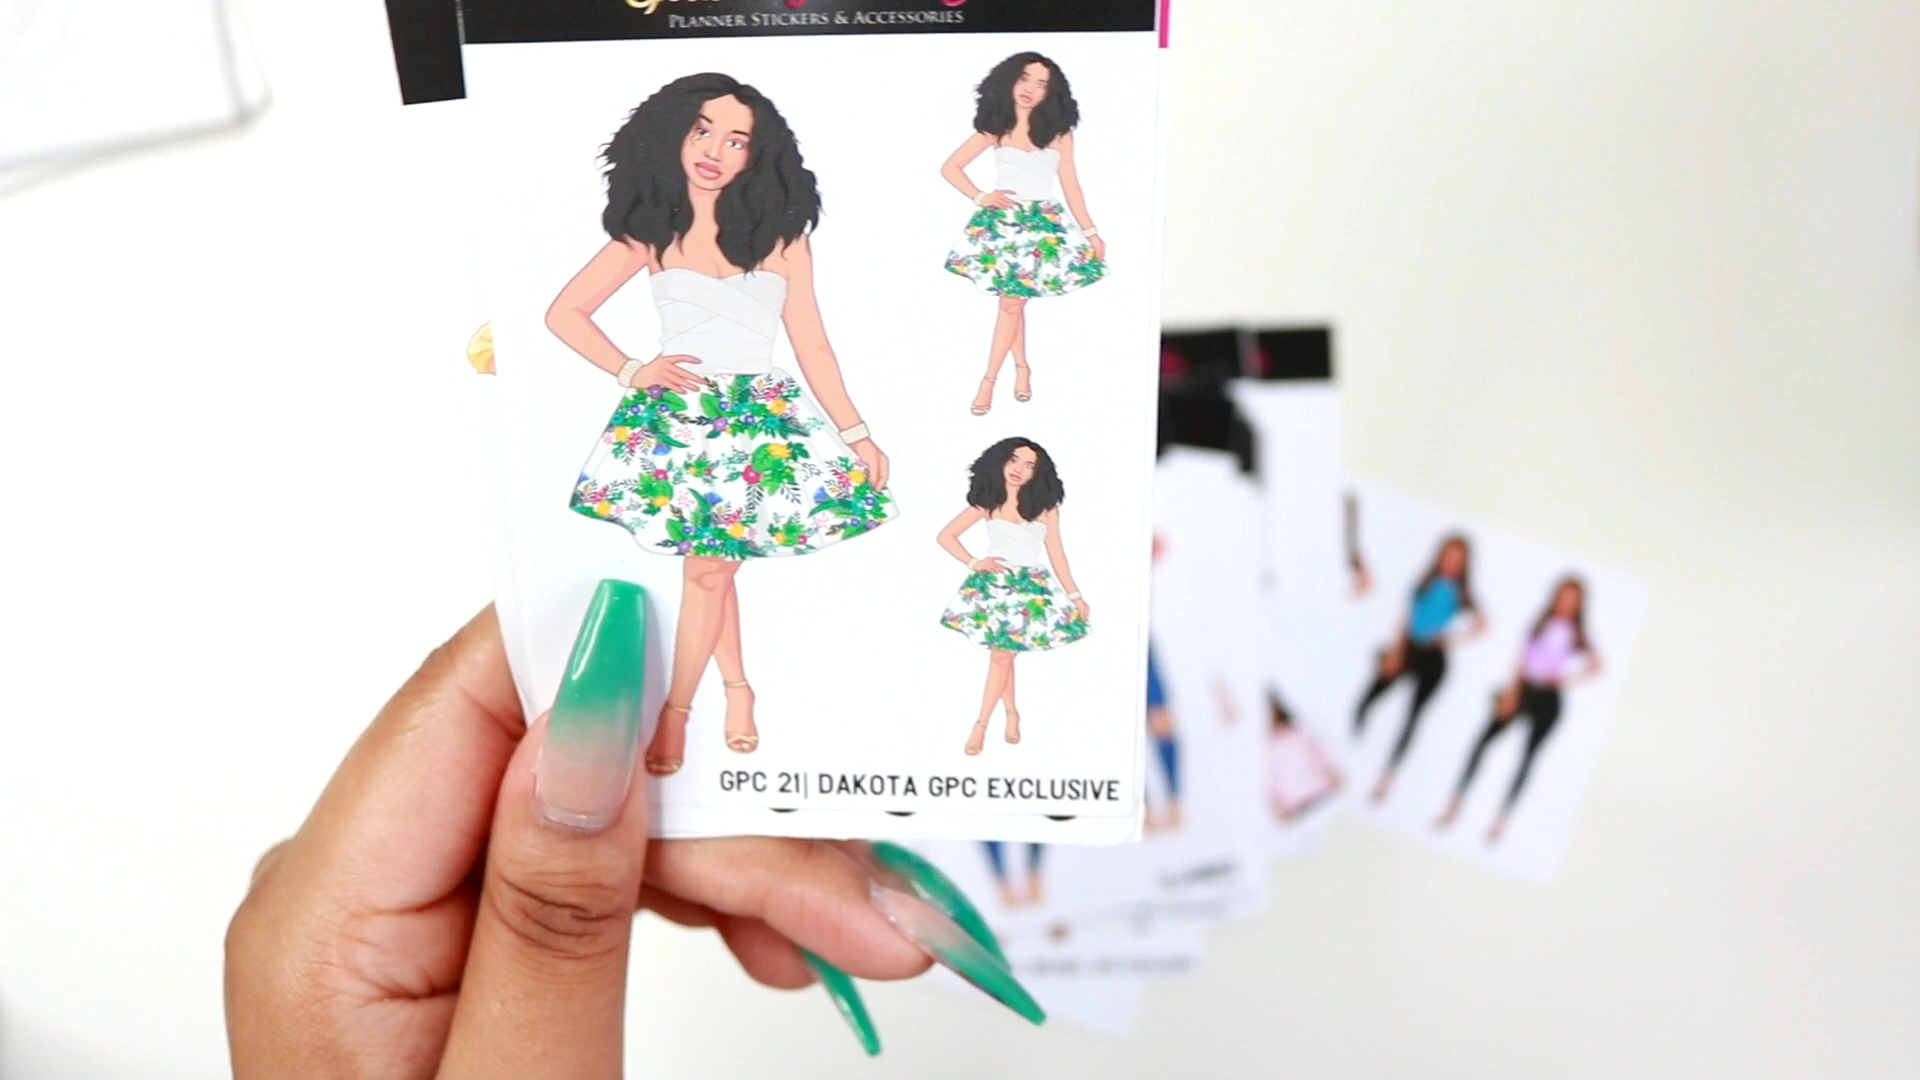 PLANNER STICKERS & ACCESSORIES
GPC 21| DAKOTA GPC EXCLUSIVE